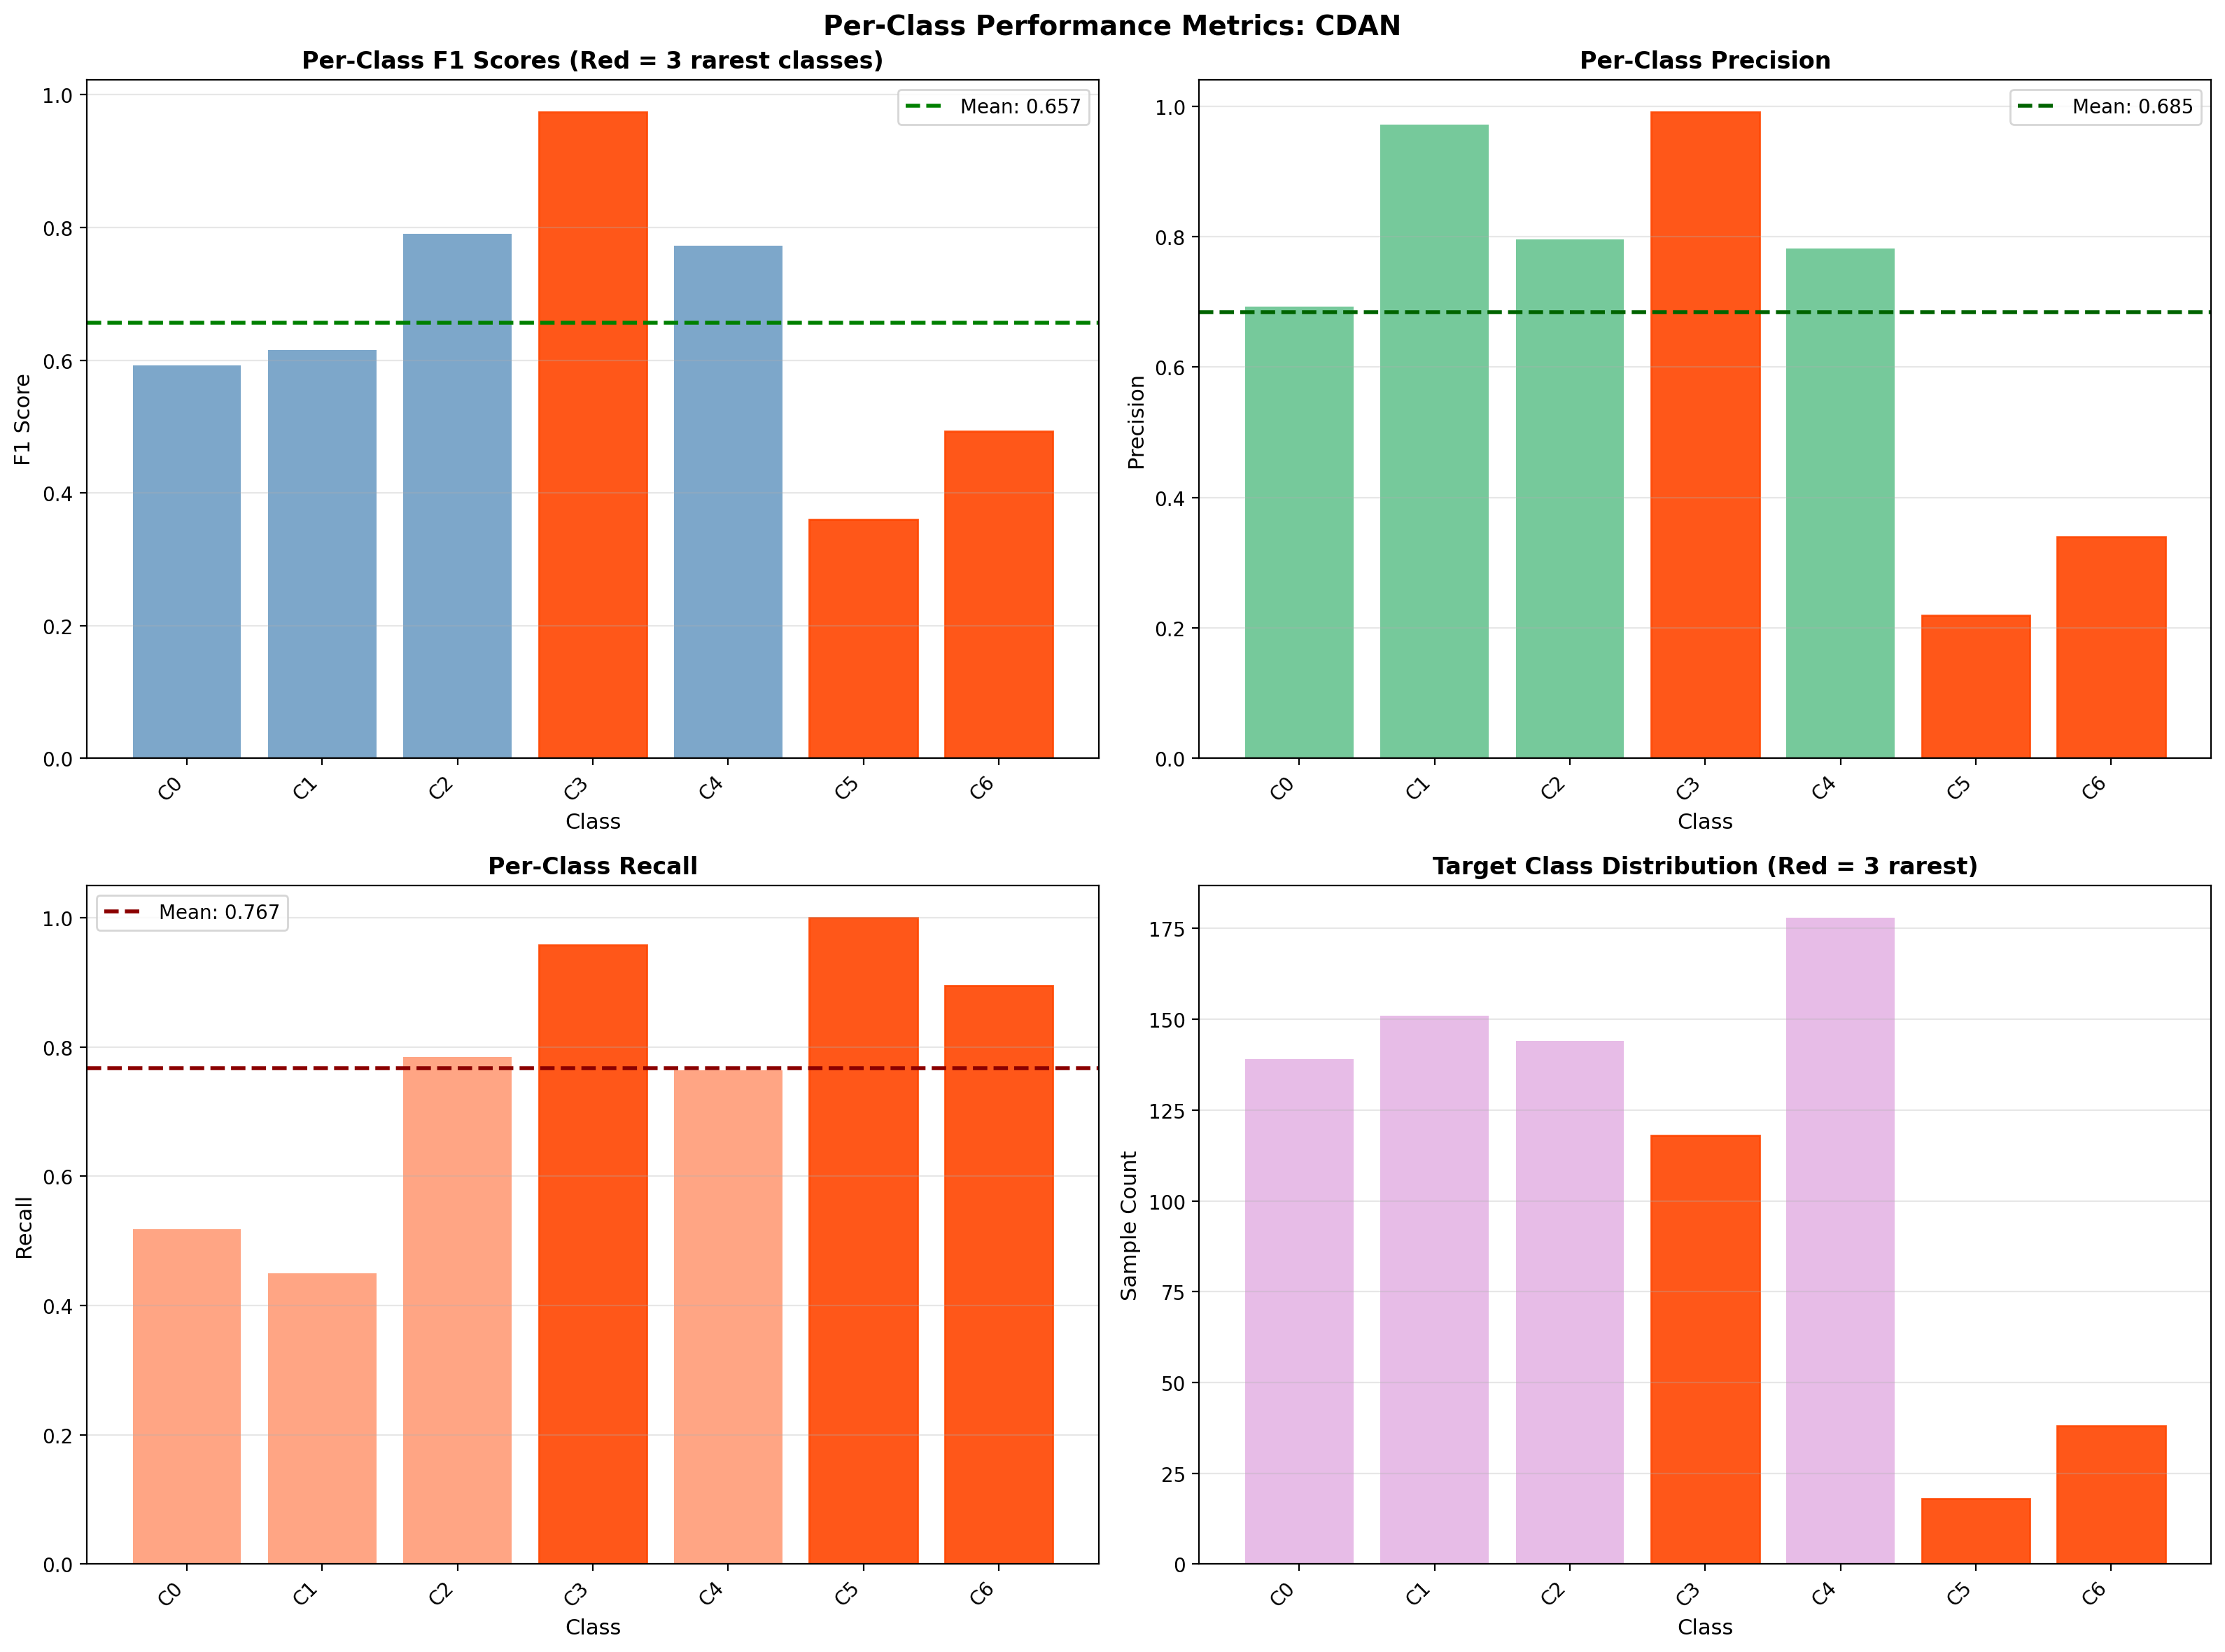 Per-Class Performance Metrics: CDAN
Per-Class F1 Scores (Red = 3 rarest classes)
Mean: 0.657
1.0
0.8
0.6
0.4
0.2
0.0
F1 Score
C0 C1 C2 C3 C4 C5 C6
Class
Per-Class Precision
Mean: 0.685
1.0
0.8
0.6
0.4
0.2
0.0
Precision
C0 C1 C2 C3 C4 C5 C6
Class
Per-Class Recall
Mean: 0.767
1.0
0.8
0.6
0.4
0.2
0.0
Recall
C0 C1 C2 C3 C4 C5 C6
Class
Target Class Distribution (Red = 3 rarest)
175
150
125
100
75
50
25
0
Sample Count
C0 C1 C2 C3 C4 C5 C6
Class